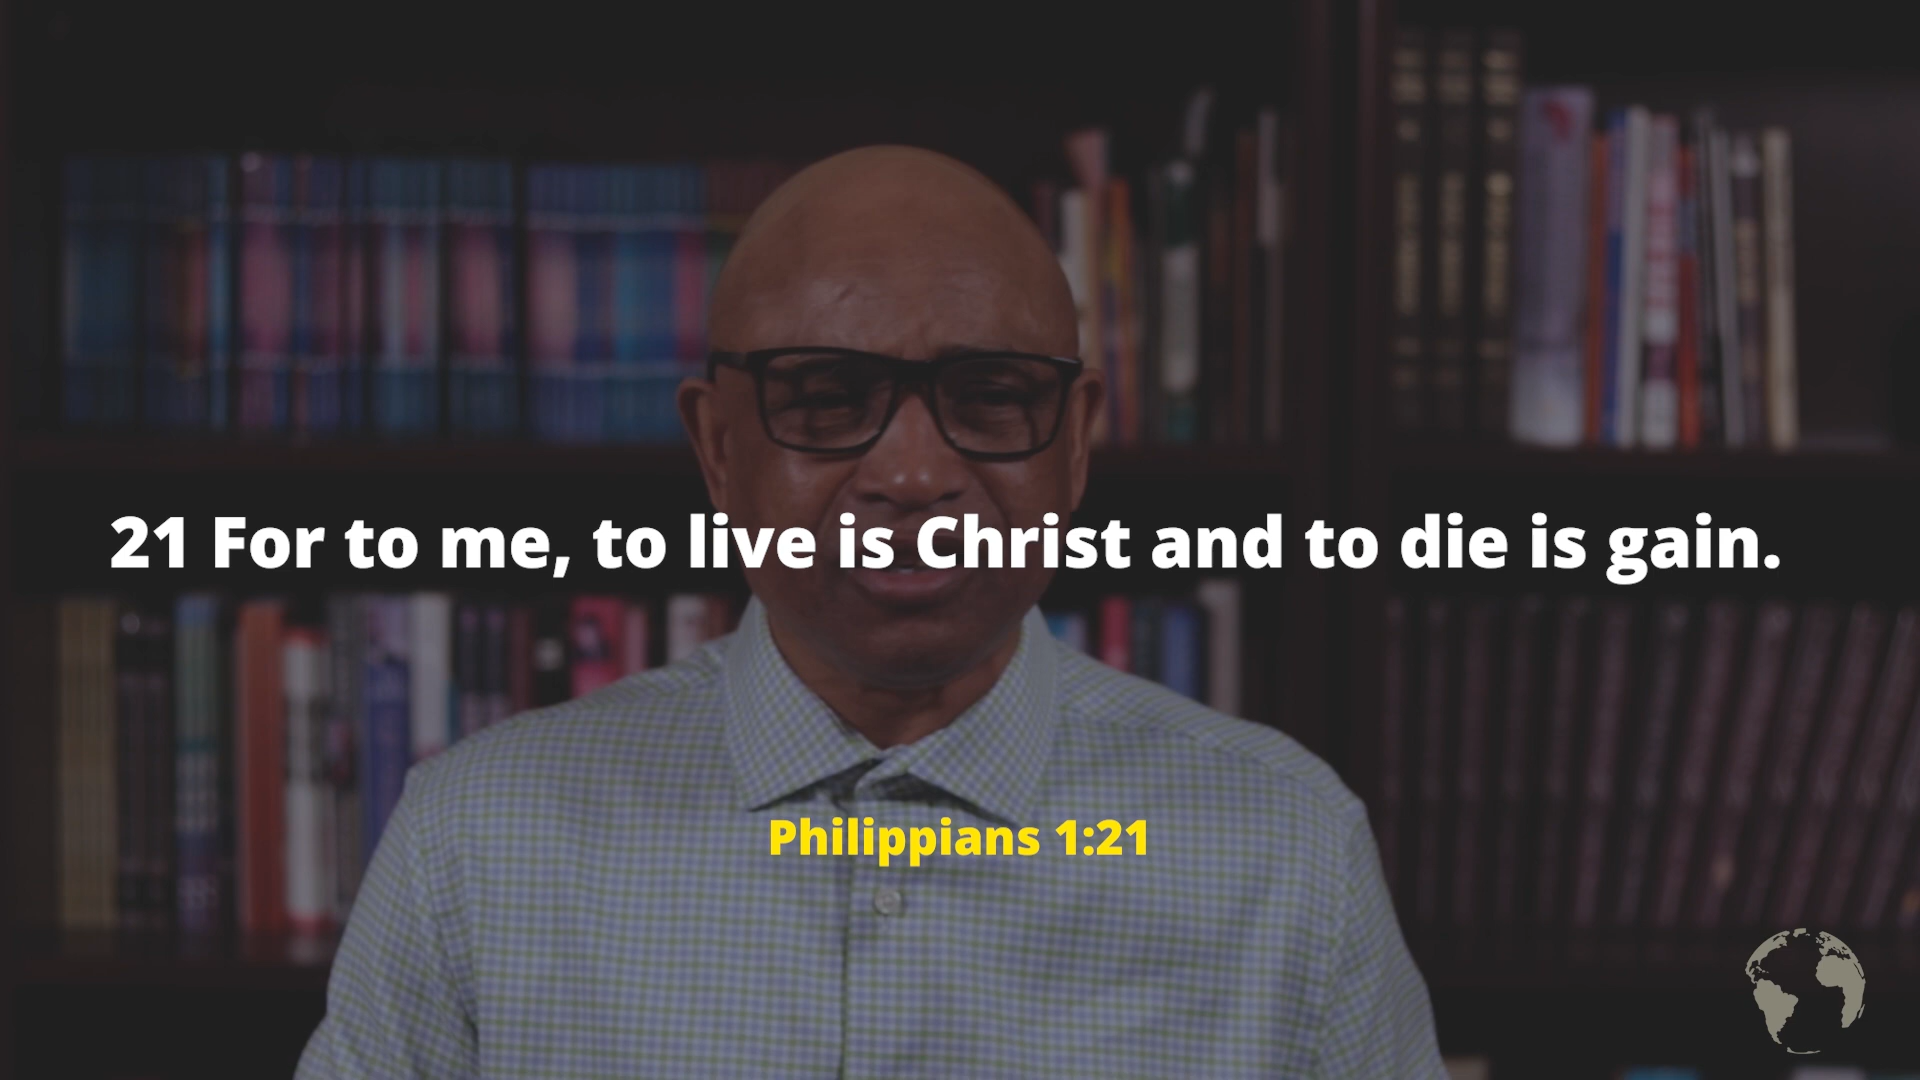 21 For to me, to live is Christ and to die is gain.
Philippians 1:21